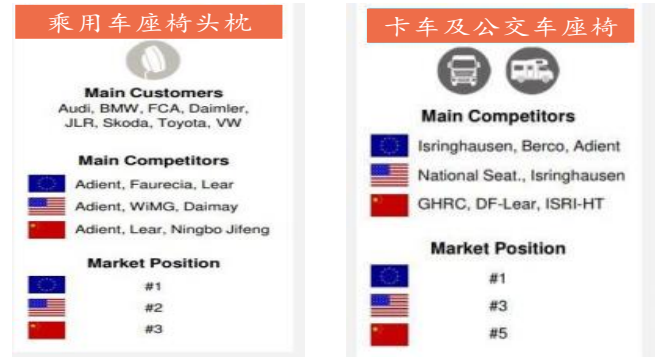 乘用车座椅头枕
Main Customers
Audi, BMW, FCA, Daimler,
JLR, Skoda, Toyota, VW
Main Competitors
Adient, Faurecia, Lear
Adient, WiMG, Daimay
Adient, Lear, Ningbo Jifeng
Market Position
#1
#2
#3
卡车及公交车座椅
Main Competitors
Isringhausen, Berco, Adient
National Seat., Isringhausen
GHRC, DF-Lear, ISRI-HT
Market Position
#1
#3
#5